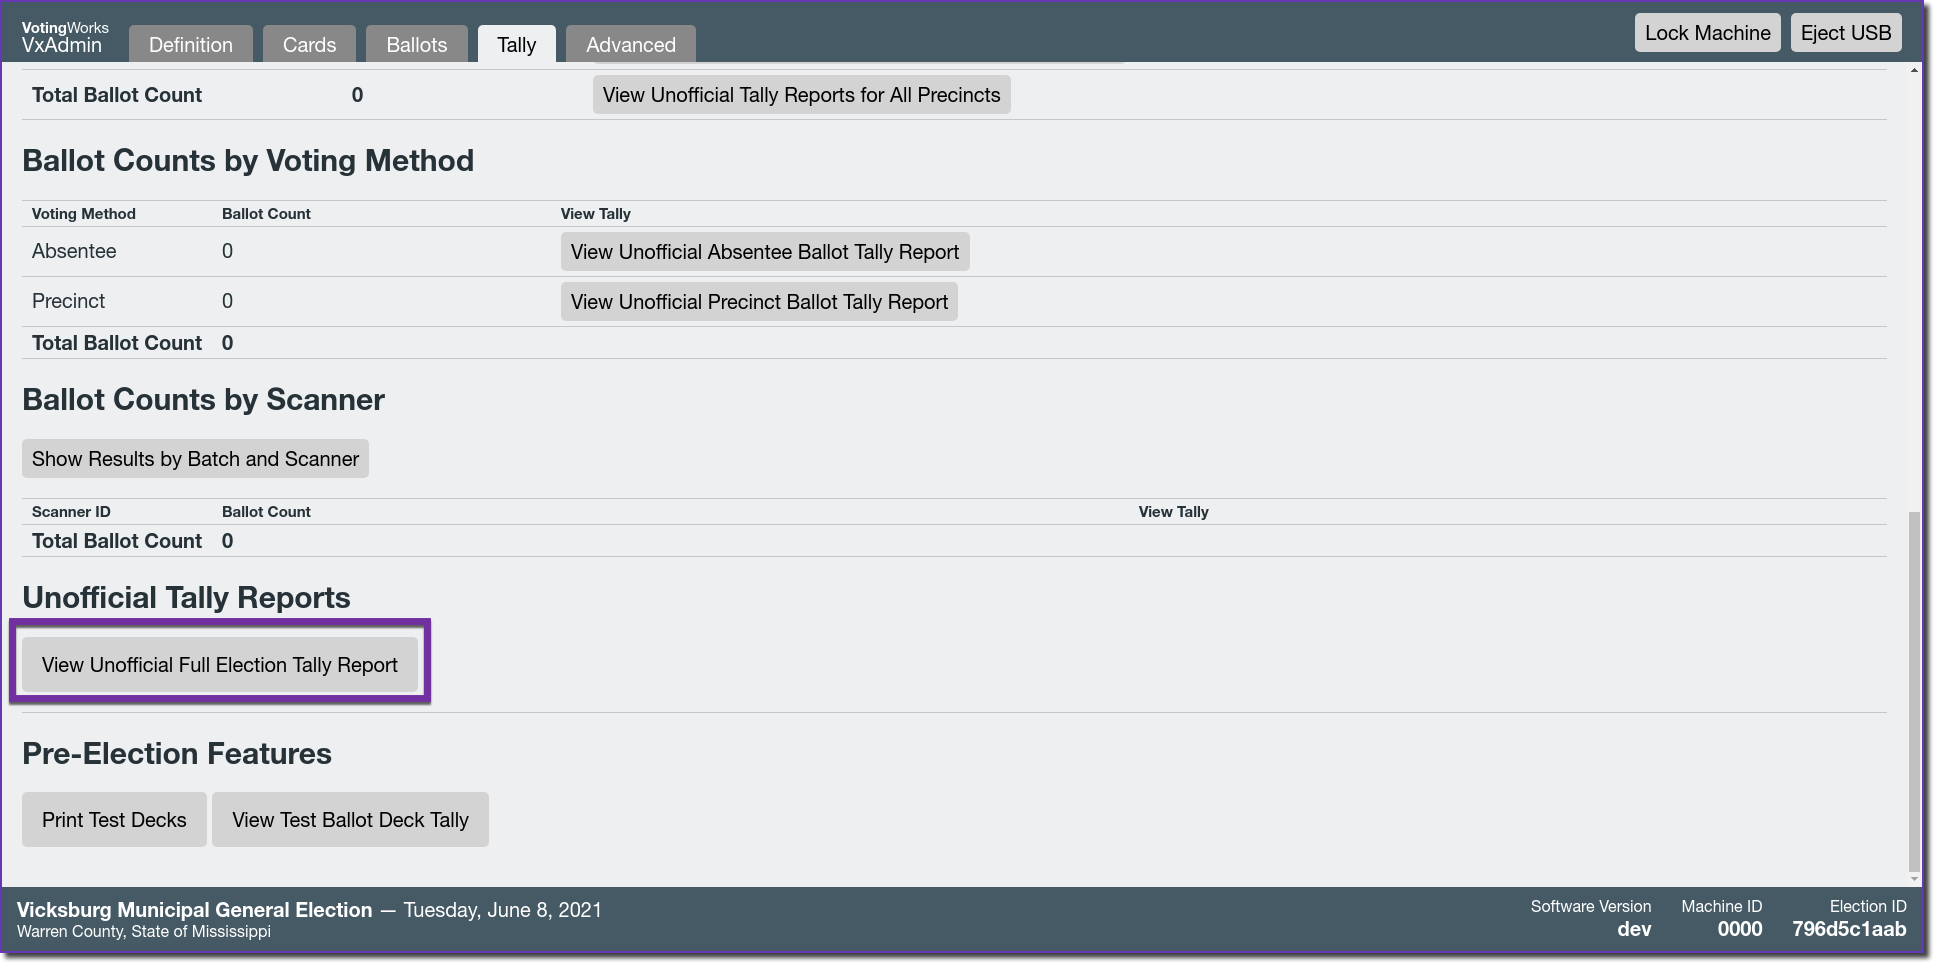 VotingWorks
VxAdmin
Definition
Cards
Ballots
Tally
Advanced
Lock Machine
Eject USB
Total Ballot Count 0 View Unofficial Tally Reports for All Precincts
Ballot Counts by Voting Method
Voting Method Ballot Count View Tally
Absentee 0 View Unofficial Absentee Ballot Tally Report
Precinct 0 View Unofficial Precinct Ballot Tally Report
Total Ballot Count 0
Ballot Counts by Scanner
Show Results by Batch and Scanner
Scanner ID Ballot Count View Tally
Total Ballot Count 0
Unofficial Tally Reports
View Unofficial Full Election Tally Report
Pre-Election Features
Print Test Decks View Test Ballot Deck Tally
Vicksburg Municipal General Election — Tuesday, June 8, 2021
Warren County, State of Mississippi
Software Version
dev
Machine ID
0000
Election ID
796d5c1aab